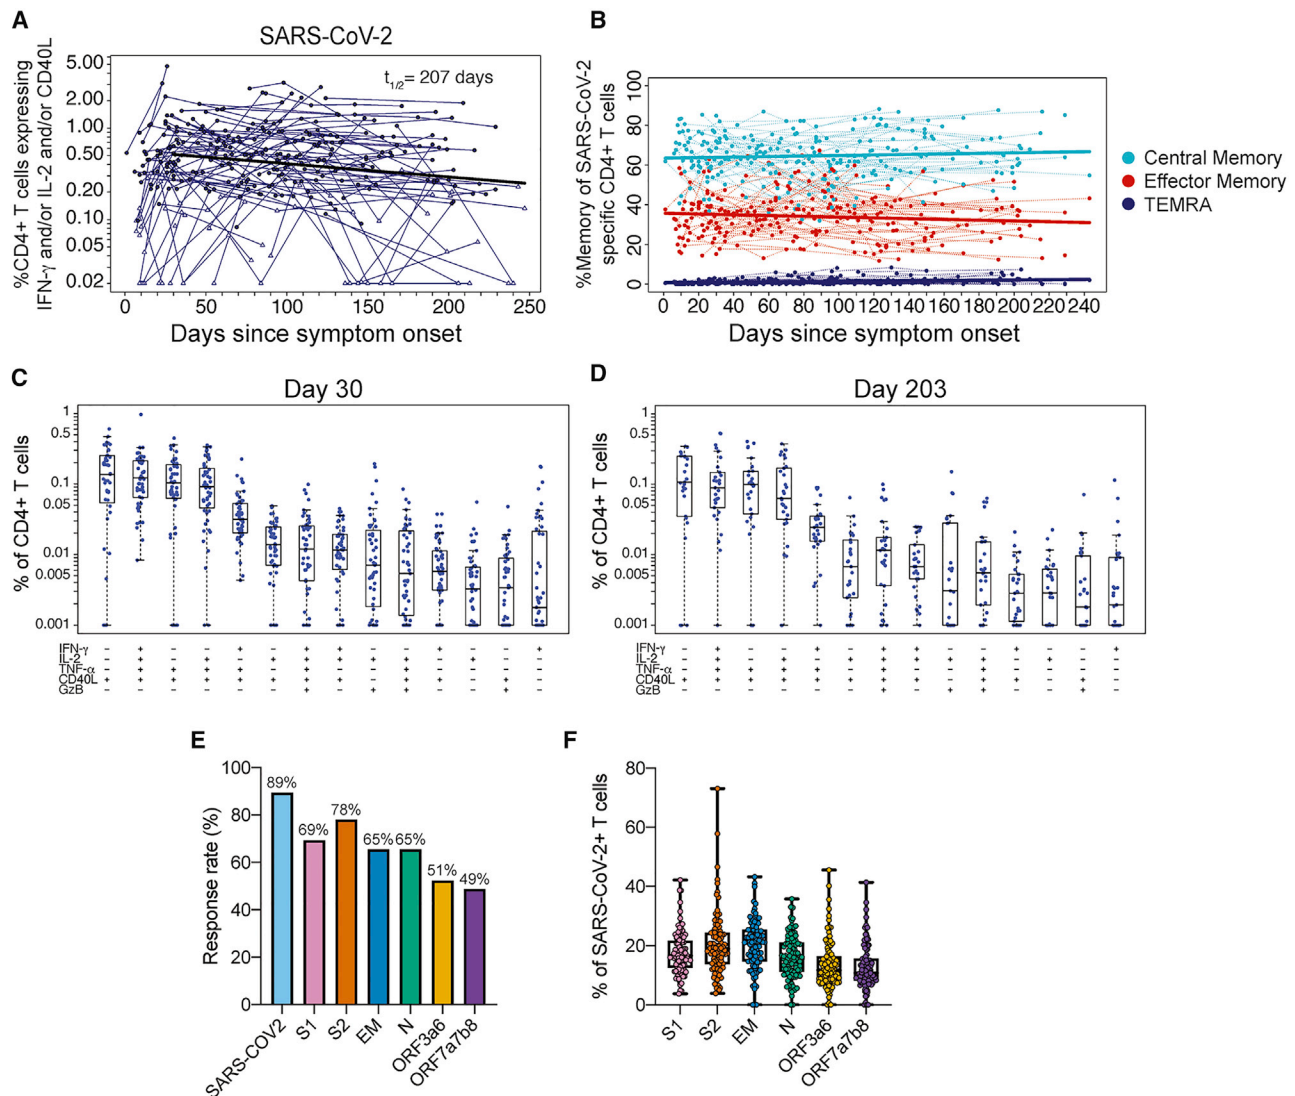 A
SARS-CoV-2
%CD4+ T cells expressing
IFN-γ and/or IL-2 and/or CD40L
t1/2= 207 days
5.00
2.00
1.00
0.50
0.20
0.10
0.05
0.02
0 50 100 150 200 250
Days since symptom onset
B
%Memory of SARS-CoV-2
specific CD4+ T cells
100
80
60
40
20
0
0 20 40 60 80 100 120 140 160 180 200 220 240
Days since symptom onset
Central Memory
Effector Memory
TEMRA
C
Day 30
% of CD4+ T cells
1
0.5
0.1
0.05
0.010
0.005
0.001
IFN-γ - + - - + - + + - + + - - +
IL-2 - + - + - + + + + + - + - -
TNF-α - + + + + - + - - + - - - -
CD40L + + + + + + + + - + + - + -
GzB - - - - - - + - + + - - + -
D
Day 203
% of CD4+ T cells
1
0.5
0.1
0.05
0.010
0.005
0.001
IFN-γ
IL-2
TNF-α
CD40L
GzB
E
Response rate (%)
100
80
60
40
20
0
89%
69%
78%
65% 65%
51%
49%
SARS-COV2
S1
S2
EM
N
ORF3a6
ORF7a7b8
F
% of SARS-CoV-2+ T cells
80
60
40
20
0
S1
S2
EM
N
ORF3a6
ORF7a7b8